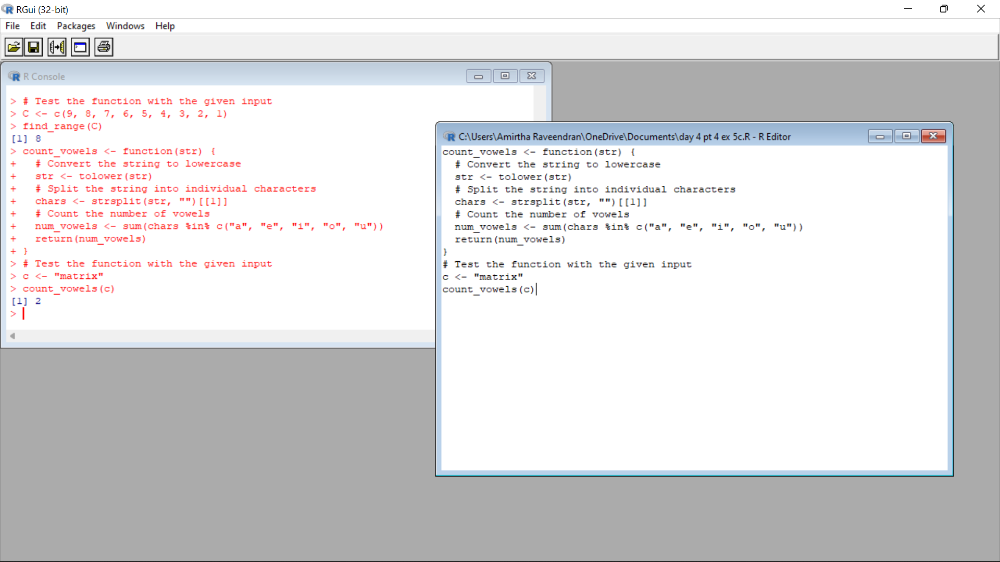 RGui (32-bit)
File Edit Packages Windows Help
R Console
> # Test the function with the given input
> C <- c(9, 8, 7, 6, 5, 4, 3, 2, 1)
> find_range(C)
[1] 8
> count_vowels <- function(str) {
+   # Convert the string to lowercase
+   str <- tolower(str)
+   # Split the string into individual characters
+   chars <- strsplit(str, "")[[1]]
+   # Count the number of vowels
+   num_vowels <- sum(chars %in% c("a", "e", "i", "o", "u"))
+   return(num_vowels)
+ }
> # Test the function with the given input
> c <- "matrix"
> count_vowels(c)
[1] 2
>
C:\Users\Amirtha Raveendran\OneDrive\Documents\day 4 pt 4 ex 5c.R - R Editor
count_vowels <- function(str) {
  # Convert the string to lowercase
  str <- tolower(str)
  # Split the string into individual characters
  chars <- strsplit(str, "")[[1]]
  # Count the number of vowels
  num_vowels <- sum(chars %in% c("a", "e", "i", "o", "u"))
  return(num_vowels)
}
# Test the function with the given input
c <- "matrix"
count_vowels(c)